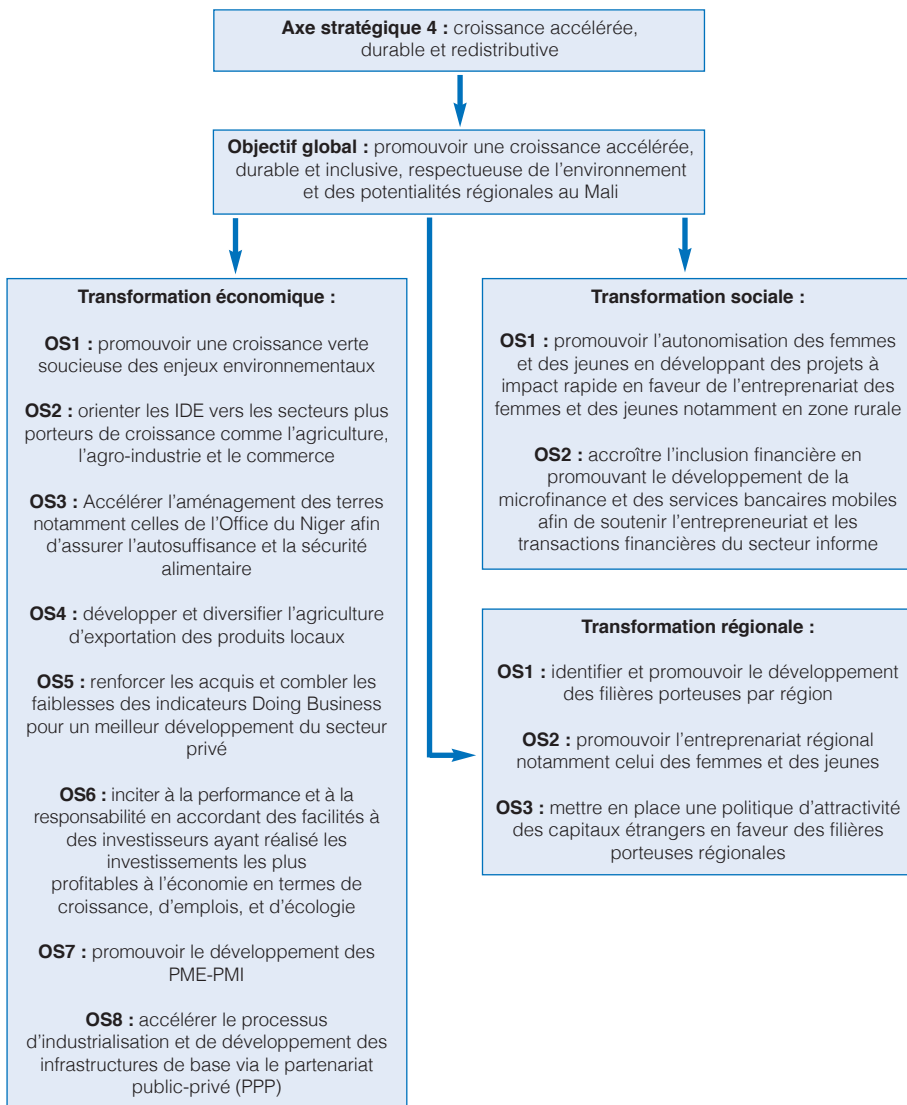 Axe stratégique 4 : croissance accélérée,
durable et redistributive
Objectif global : promouvoir une croissance accélérée,
durable et inclusive, respectueuse de l’environnement
et des potentialités régionales au Mali
Transformation économique :
OS1 : promouvoir une croissance verte
soucieuse des enjeux environnementaux
OS2 : orienter les IDE vers les secteurs plus
porteurs de croissance comme l’agriculture,
l’agro-industrie et le commerce
OS3 : Accélérer l’aménagement des terres
notamment celles de l’Office du Niger afin
d’assurer l’autosuffisance et la sécurité
alimentaire
OS4 : développer et diversifier l’agriculture
d’exportation des produits locaux
OS5 : renforcer les acquis et combler les
faiblesses des indicateurs Doing Business
pour un meilleur développement du secteur
privé
OS6 : inciter à la performance et à la
responsabilité en accordant des facilités à
des investisseurs ayant réalisé les
investissements les plus
profitables à l’économie en termes de
croissance, d’emplois, et d’écologie
OS7 : promouvoir le développement des
PME-PMI
OS8 : accélérer le processus
d’industrialisation et de développement des
infrastructures de base via le partenariat
public-privé (PPP)
Transformation sociale :
OS1 : promouvoir l’autonomisation des femmes
et des jeunes en développant des projets à
impact rapide en faveur de l’entreprenariat des
femmes et des jeunes notamment en zone rurale
OS2 : accroître l’inclusion financière en
promouvant le développement de la
microfinance et des services bancaires mobiles
afin de soutenir l’entrepreneuriat et les
transactions financières du secteur informe
Transformation régionale :
OS1 : identifier et promouvoir le développement
des filières porteuses par région
OS2 : promouvoir l’entreprenariat régional
notamment celui des femmes et des jeunes
OS3 : mettre en place une politique d’attractivité
des capitaux étrangers en faveur des filières
porteuses régionales